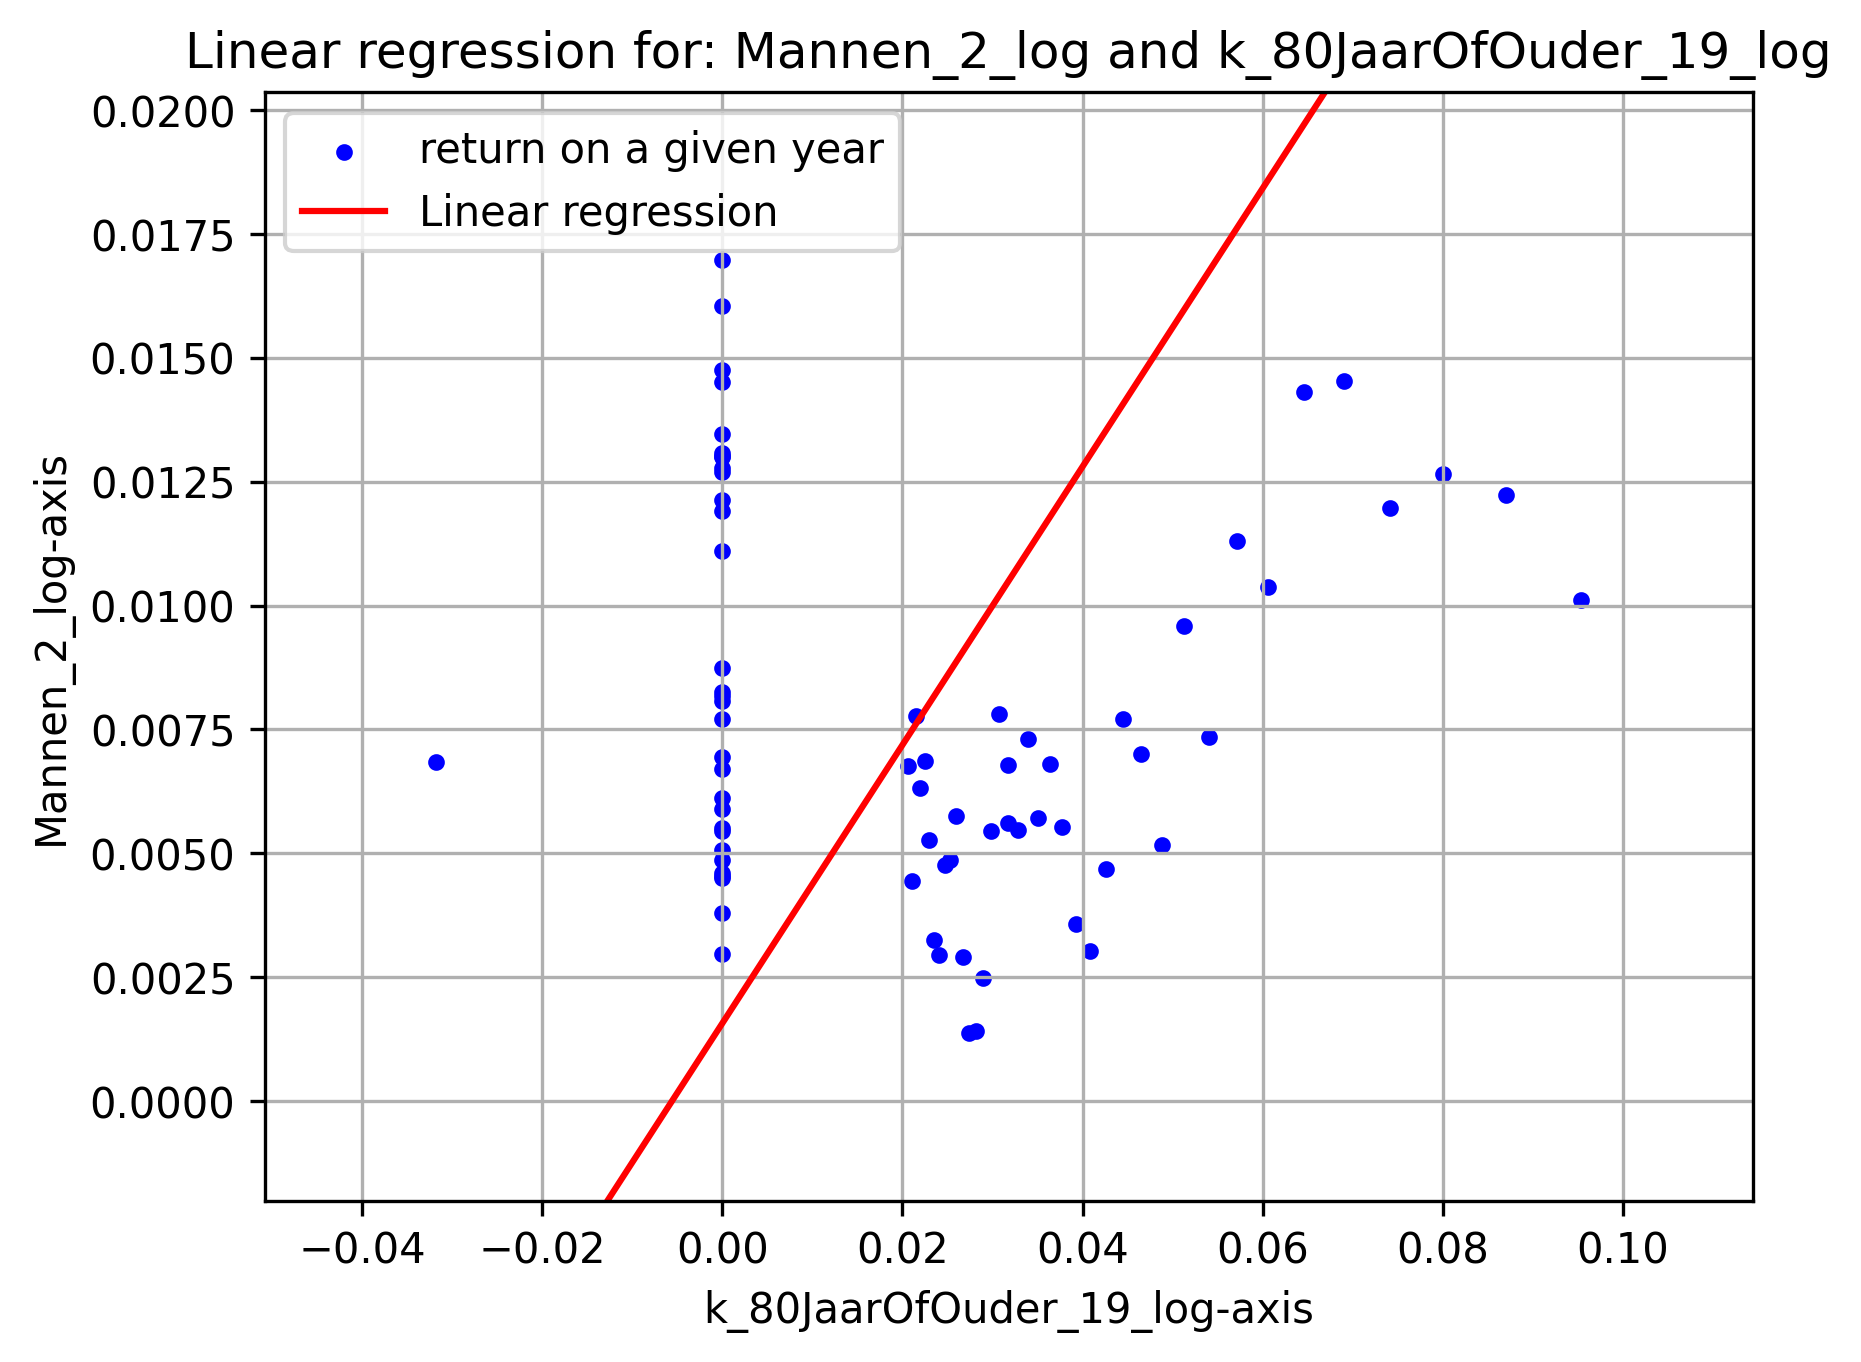 Linear regression for: Mannen_2_log and k_80JaarOfOuder_19_log
return on a given year
Linear regression
0.0200
0.0175
0.0150
0.0125
0.0100
0.0075
0.0050
0.0025
0.0000
Mannen_2_log-axis
−0.04 −0.02 0.00 0.02 0.04 0.06 0.08 0.10
k_80JaarOfOuder_19_log-axis